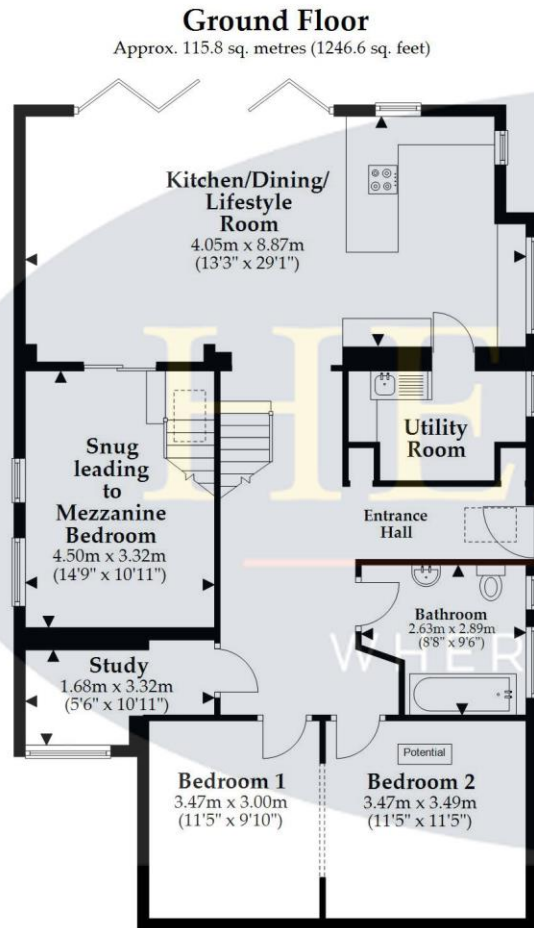 Ground Floor
Approx. 115.8 sq. metres (1246.6 sq. feet)
Kitchen/Dining/
Lifestyle
Room
4.05m x 8.87m
(13'3" x 29'1")
HE
Utility
Room
Snug
leading
to
Mezzanine
Bedroom
4.50m x 3.32m
(14'9" x 10'11")
Entrance
Hall
Bathroom
2.63m x 2.89m
(8'8" x 9'6")
WHER
Study
1.68m x 3.32m
(5'6" x 10'11")
Potential
Bedroom 1
3.47m x 3.00m
(11'5" x 9'10")
Bedroom 2
3.47m x 3.49m
(11'5" x 11'5")